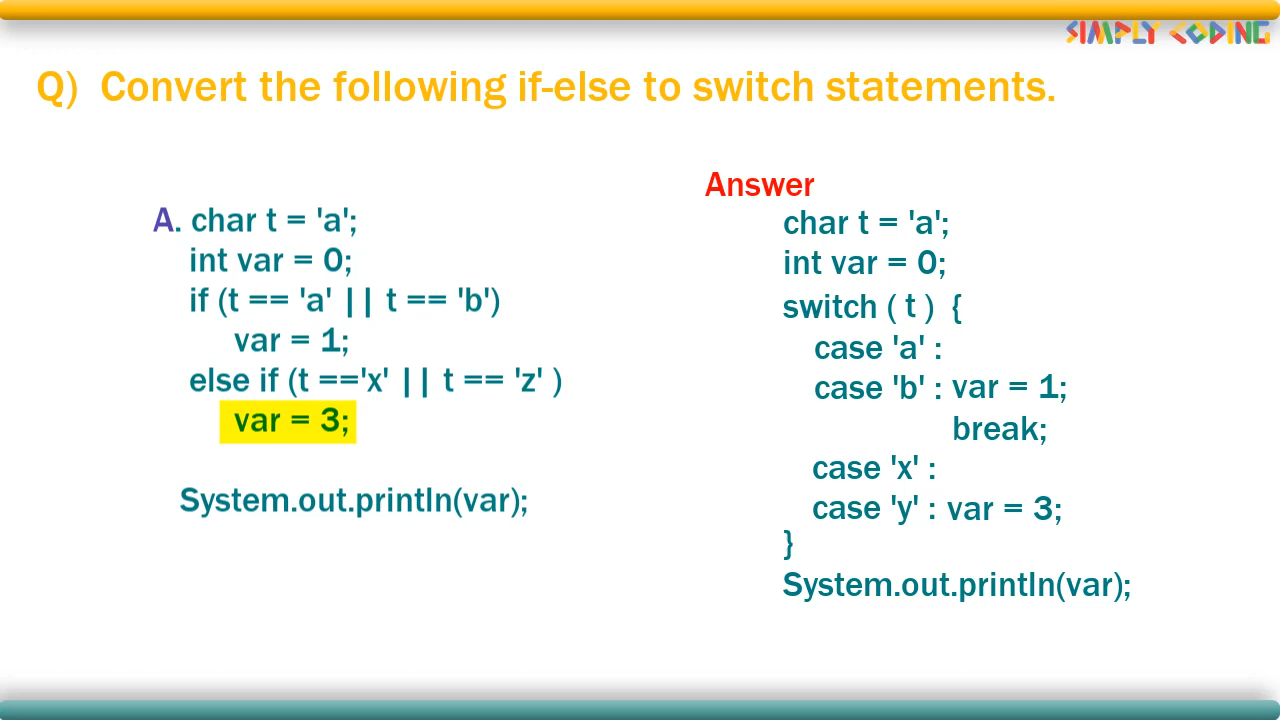 SIMPLY CODING
Q) Convert the following if-else to switch statements.
A. char t = 'a';
int var = 0;
if (t == 'a' || t == 'b')
var = 1;
else if (t =='x' || t == 'z' )
var = 3;
System.out.println(var);
Answer
char t = 'a';
int var = 0;
switch ( t ) {
case 'a' :
case 'b' : var = 1;
break;
case 'x' :
case 'y' : var = 3;
}
System.out.println(var);